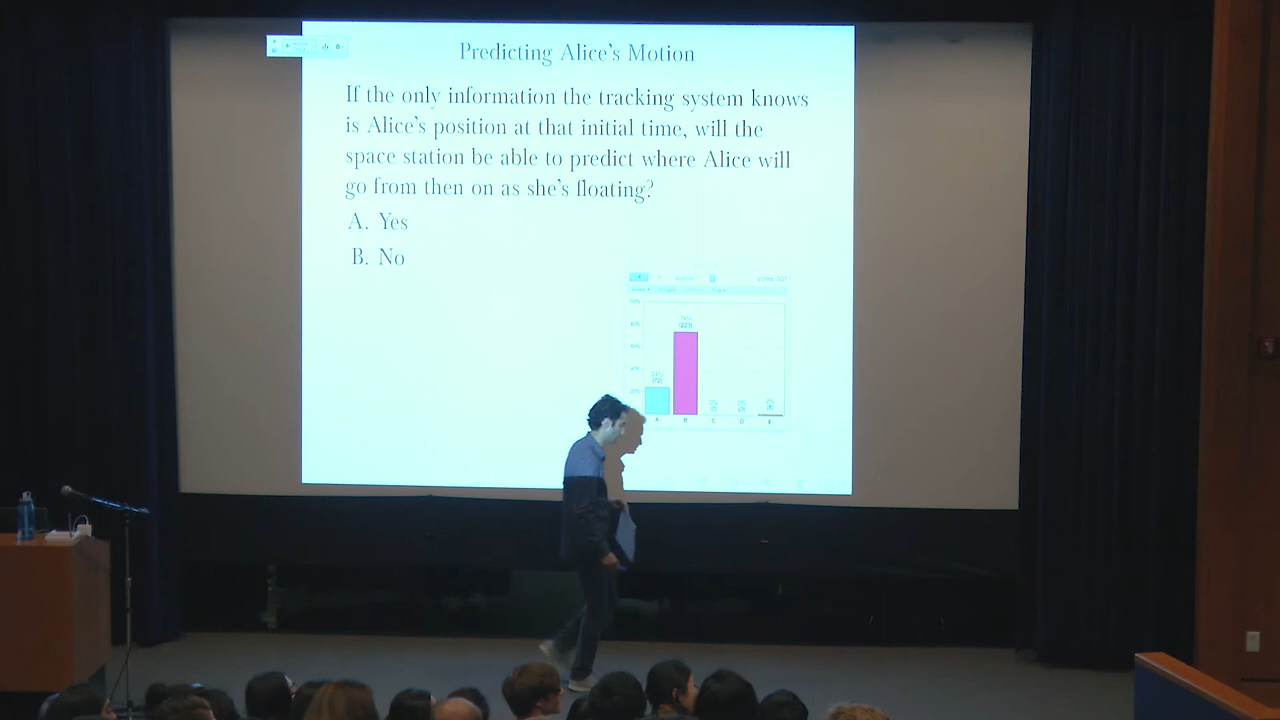 Predicting Alice's Motion
If the only information the tracking system knows
is Alice's position at that initial time, will the
space station be able to predict where Alice will
go from then on as she's floating?
A. Yes
B. No
A B C D E